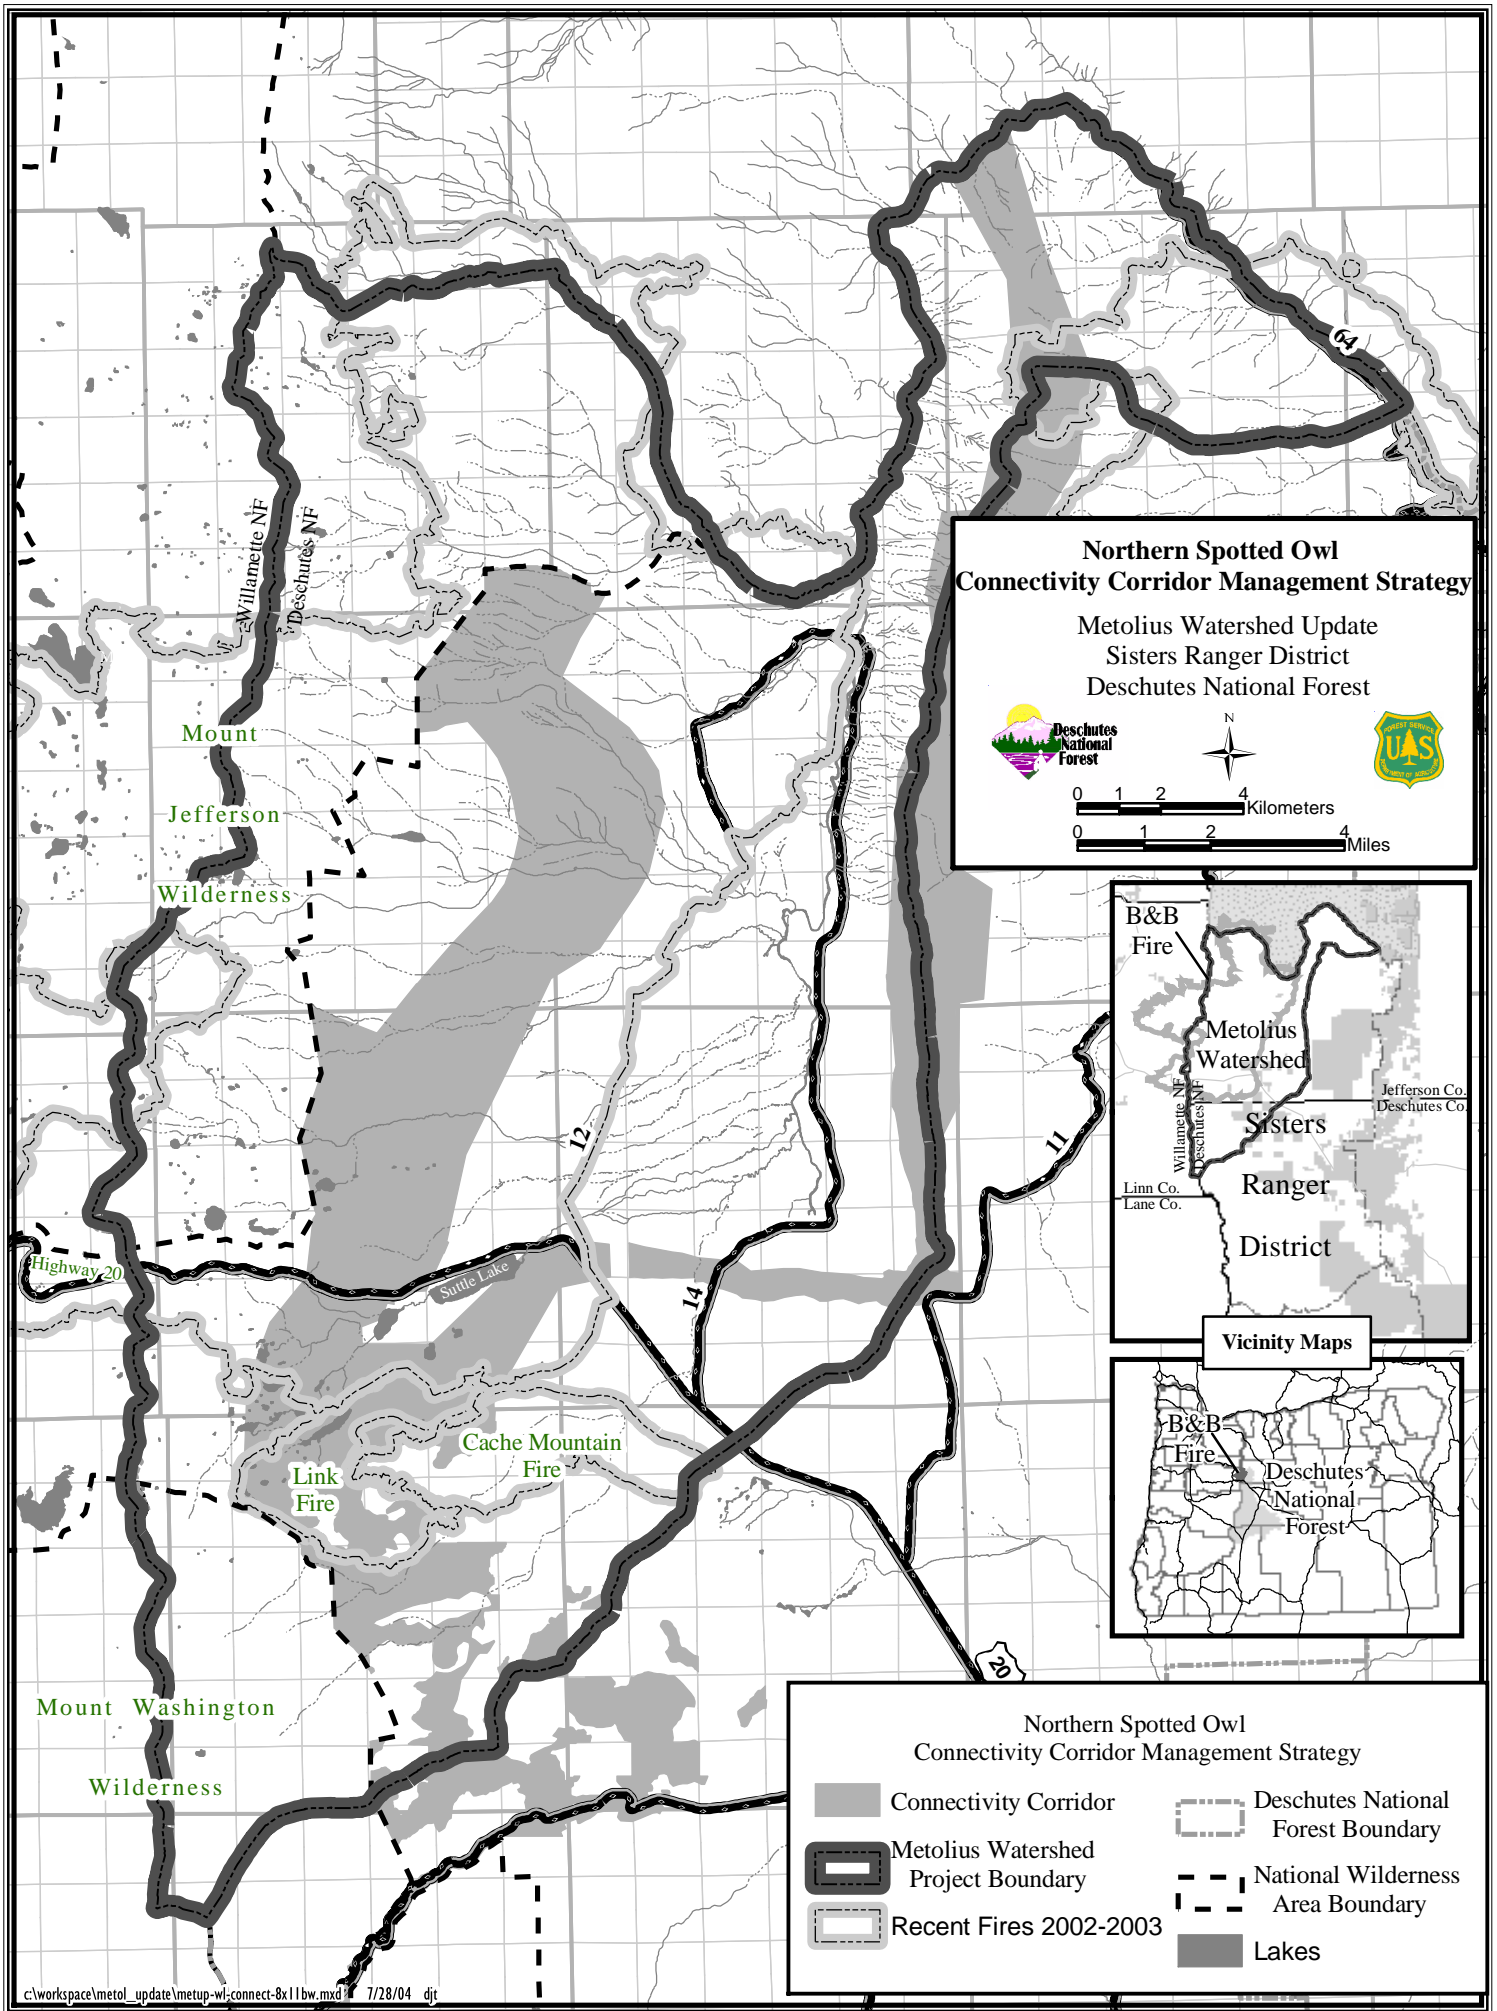 64
Willamette NF
Deschutes NF
Northern Spotted Owl
Connectivity Corridor Management Strategy
Metolius Watershed Update
Sisters Ranger District
Deschutes National Forest
Deschutes
National
Forest
N
FOREST SERVICE
UAS
DEPARTMENT OF AGRICULTURE
0 1 2 4
Kilometers
0 1 2 4
Miles
Mount
Jefferson
Wilderness
B&B
Fire
Metolius
Watershed
Willamette NF
Deschutes NF
Jefferson Co.
Deschutes Co.
Sisters
Ranger
District
Linn Co.
Lane Co.
12
11
Highway 20
Suttle Lake
14
Vicinity Maps
B&B
Fire
Deschutes
National
Forest
Cache Mountain
Fire
Link
Fire
20
Mount Washington
Wilderness
Northern Spotted Owl
Connectivity Corridor Management Strategy
Connectivity Corridor
Metolius Watershed
Project Boundary
Recent Fires 2002-2003
Deschutes National
Forest Boundary
National Wilderness
Area Boundary
Lakes
c:\workspace\metol_update\metup-wl-connect-8x11bw.mxd 7/28/04 djt